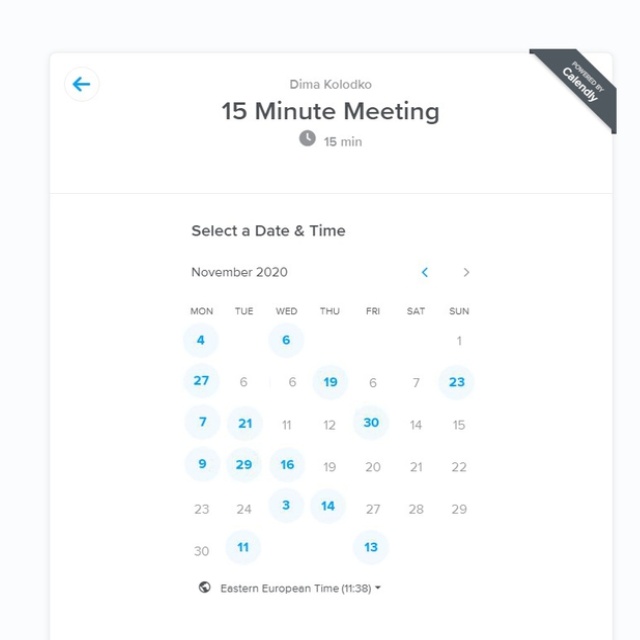 POWERED BY
Calendly
Dima Kolodko
15 Minute Meeting
15 min
Select a Date & Time
November 2020
MON TUE WED THU FRI SAT SUN
4 6 1
27 6 6 19 6 7 23
7 21 11 12 30 14 15
9 29 16 19 20 21 22
23 24 3 14 27 28 29
30 11 13
Eastern European Time (11:38)